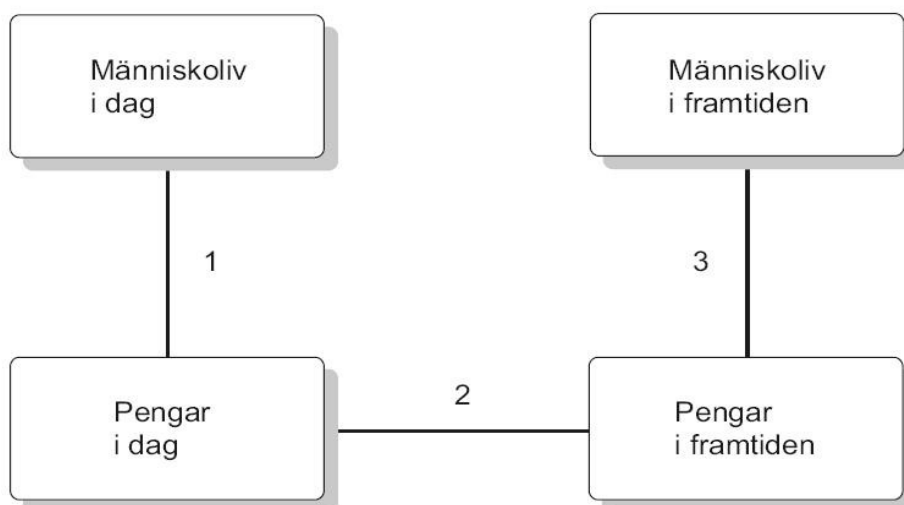 Människoliv
i dag
Människoliv
i framtiden
1
3
2
Pengar
i dag
Pengar
i framtiden